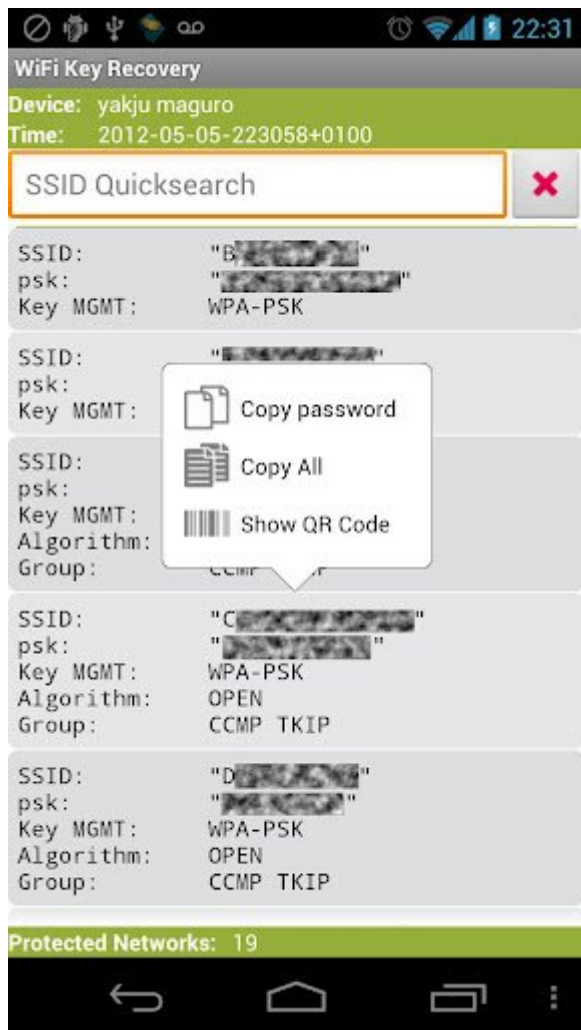 22:31
WiFi Key Recovery
Device: yakju maguro
Time: 2012-05-05-223058+0100
SSID Quicksearch
SSID: "B "
psk: " "
Key MGMT: WPA-PSK
SSID: " "
psk:
Key MGMT:
Copy password
Copy All
Show QR Code
SSID:
psk:
Key MGMT:
Algorithm:
Group:
SSID: "C "
psk: " "
Key MGMT: WPA-PSK
Algorithm: OPEN
Group: CCMP TKIP
SSID: "D "
psk: " "
Key MGMT: WPA-PSK
Algorithm: OPEN
Group: CCMP TKIP
Protected Networks: 19